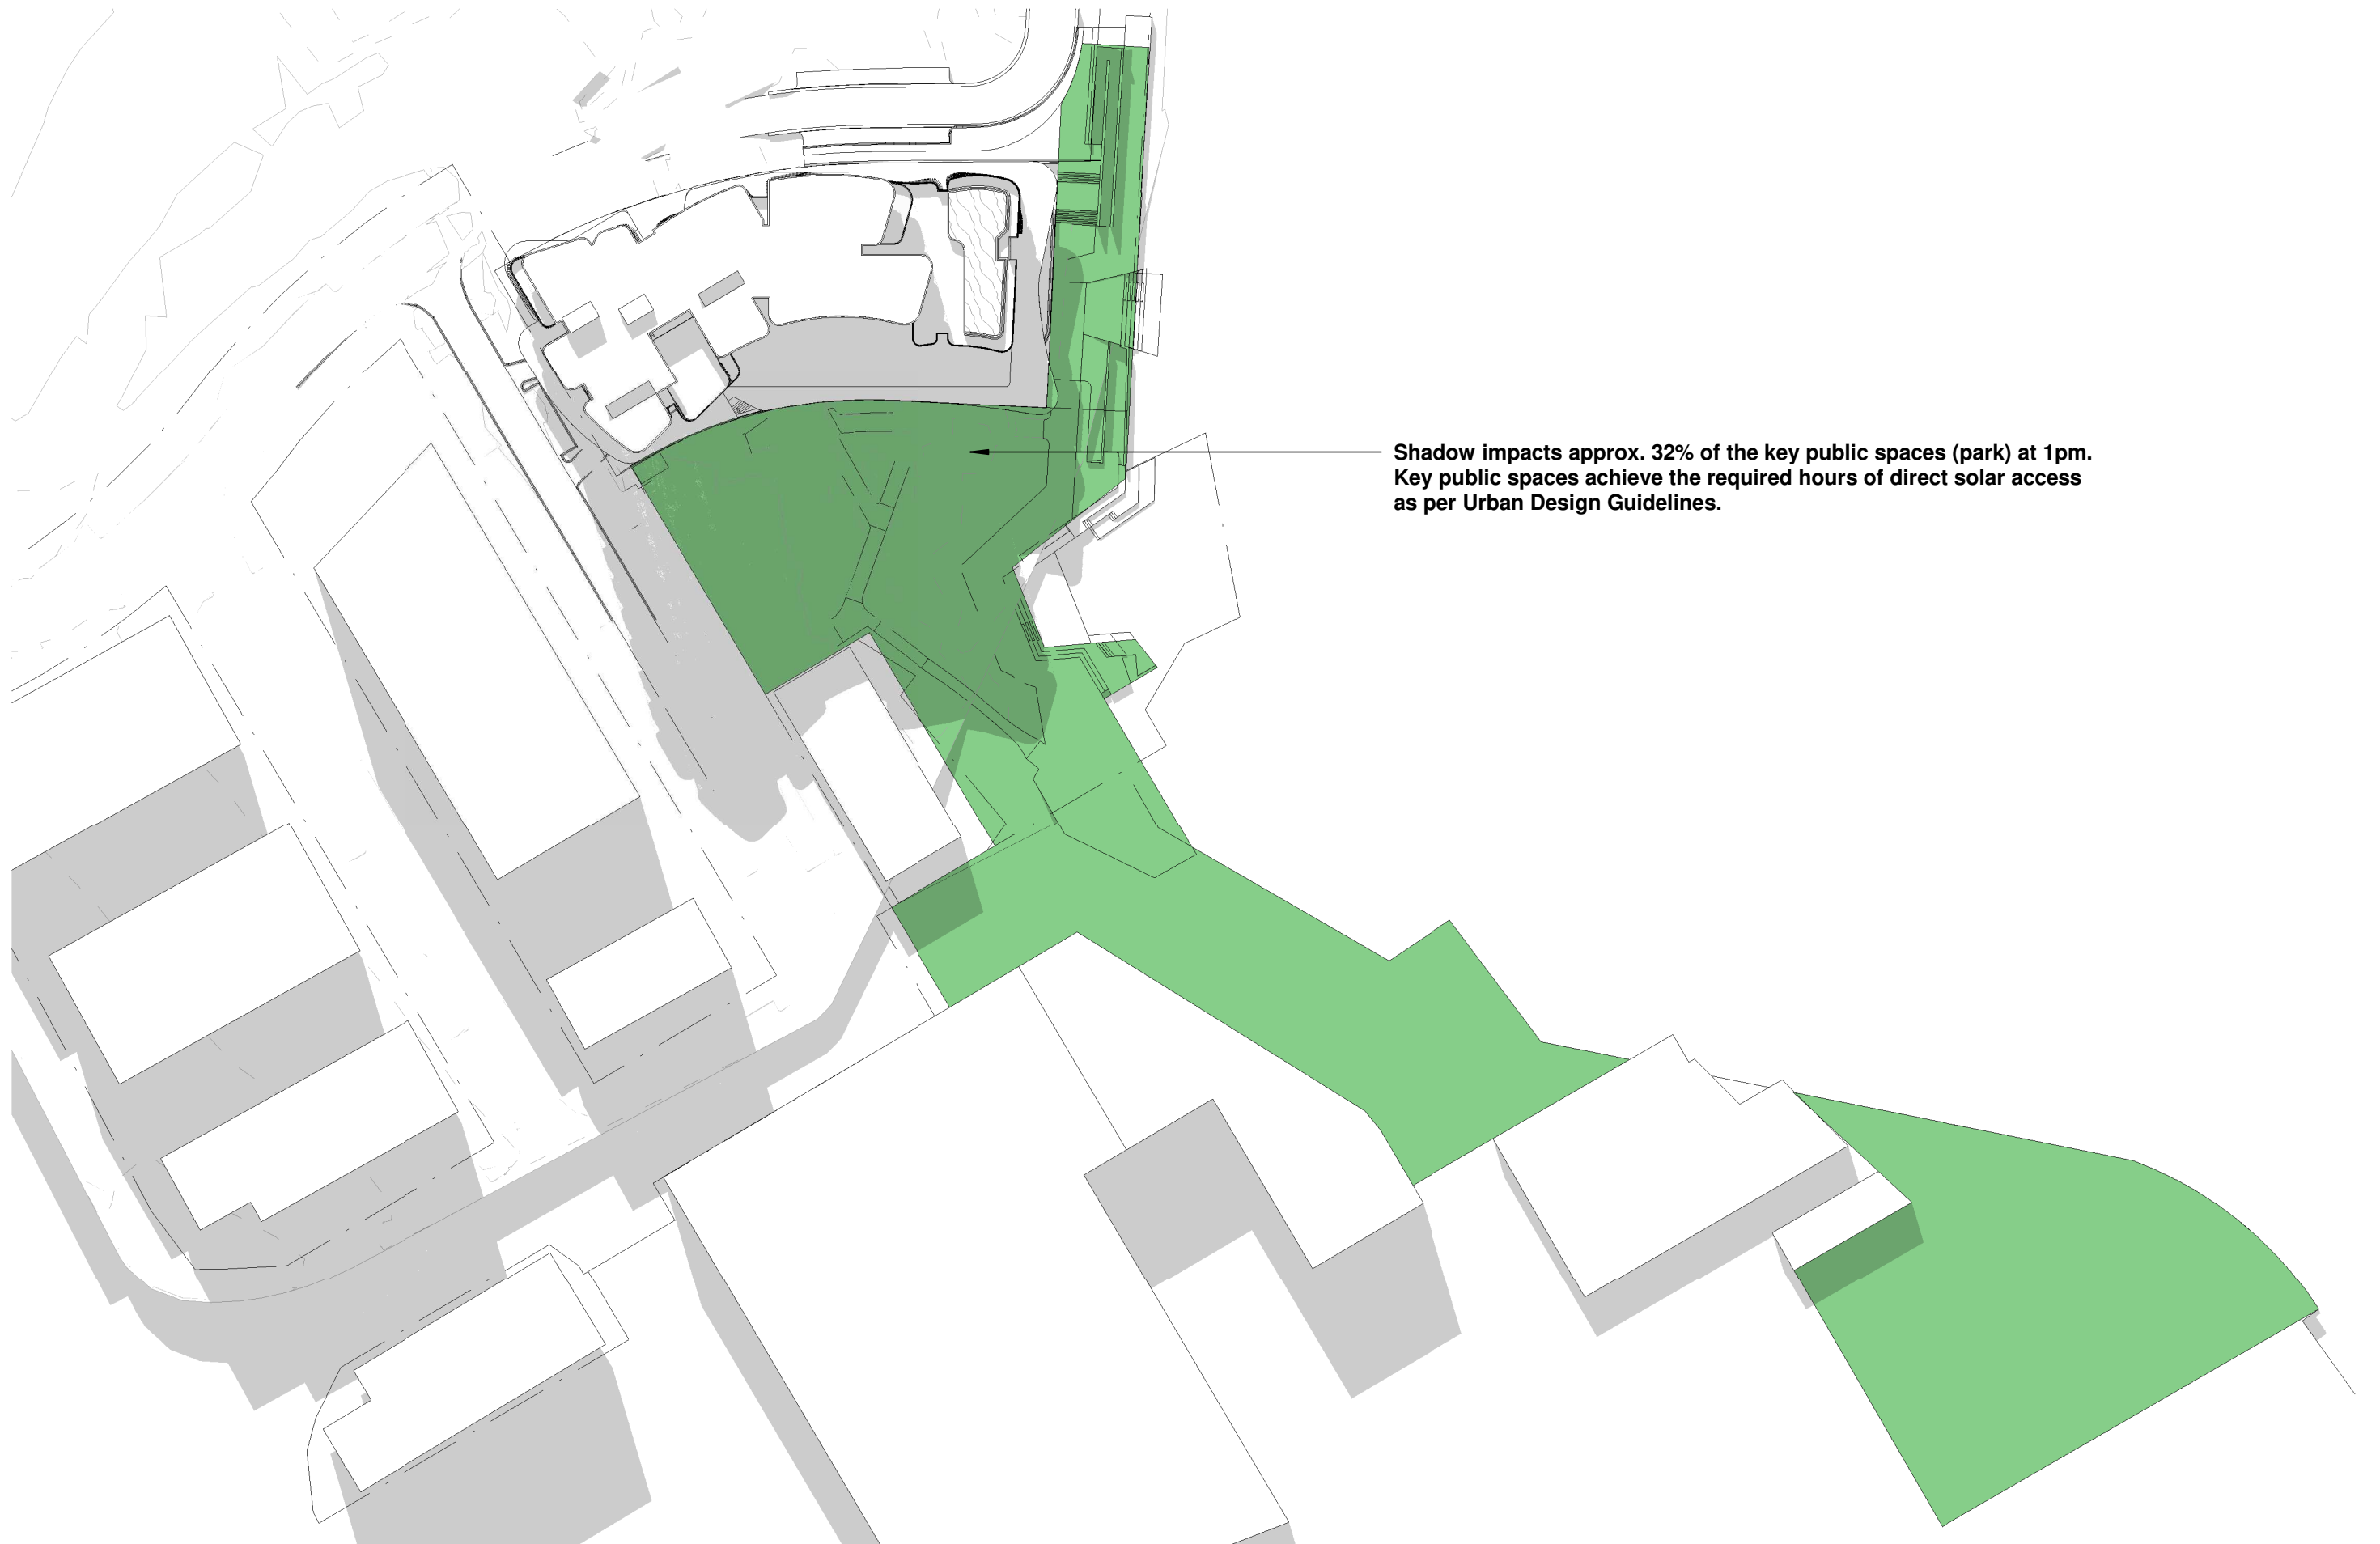 Shadow impacts approx. 32% of the key public spaces (park) at 1pm.
Key public spaces achieve the required hours of direct solar access
as per Urban Design Guidelines.